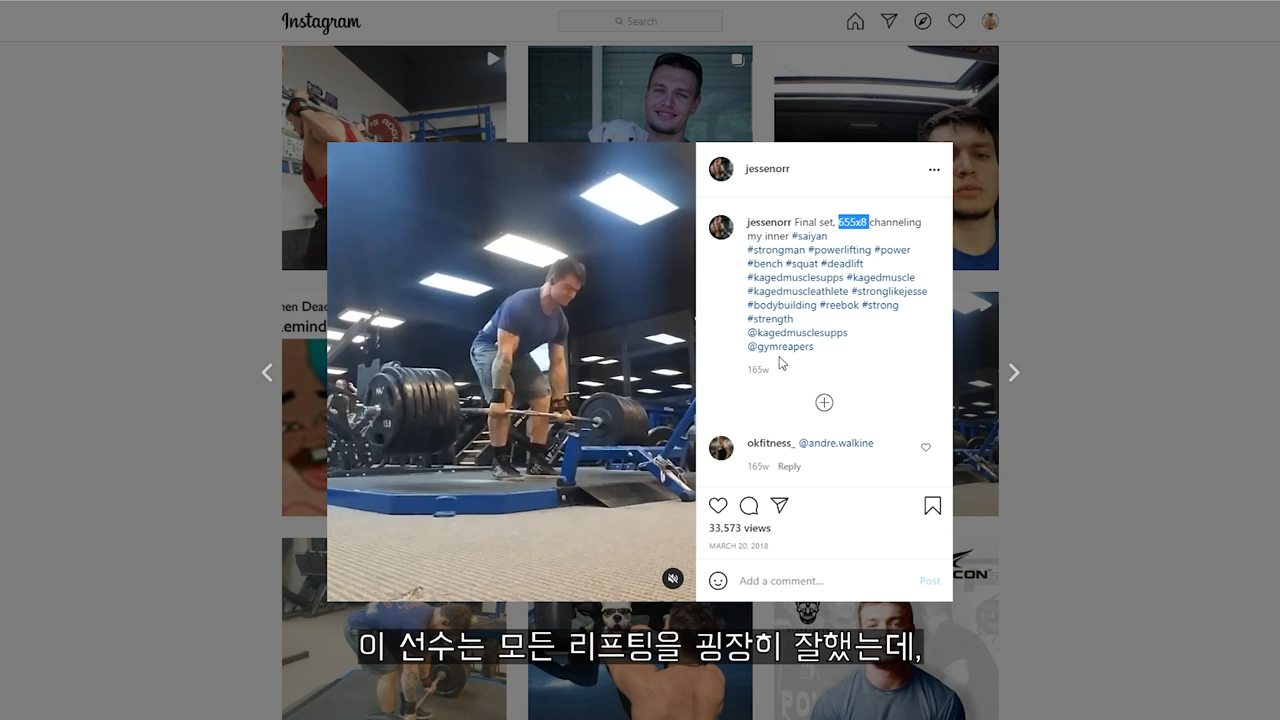 Instagram
Search
jessenorr
jessenorr Final set. 655x8 channeling
my inner #saiyan
#strongman #powerlifting #power
#bench #squat #deadlift
#kagedmusclesupps #kagedmuscle
#kagedmuscleathlete #stronglikejesse
#bodybuilding #reebok #strong
#strength
@kagedmusclesupps
@gymreapers
165w
okfitness_ @andre.walkine
165w Reply
33,573 views
MARCH 20, 2018
Add a comment...
Post
이 선수는 모든 리프팅을 굉장히 잘했는데,